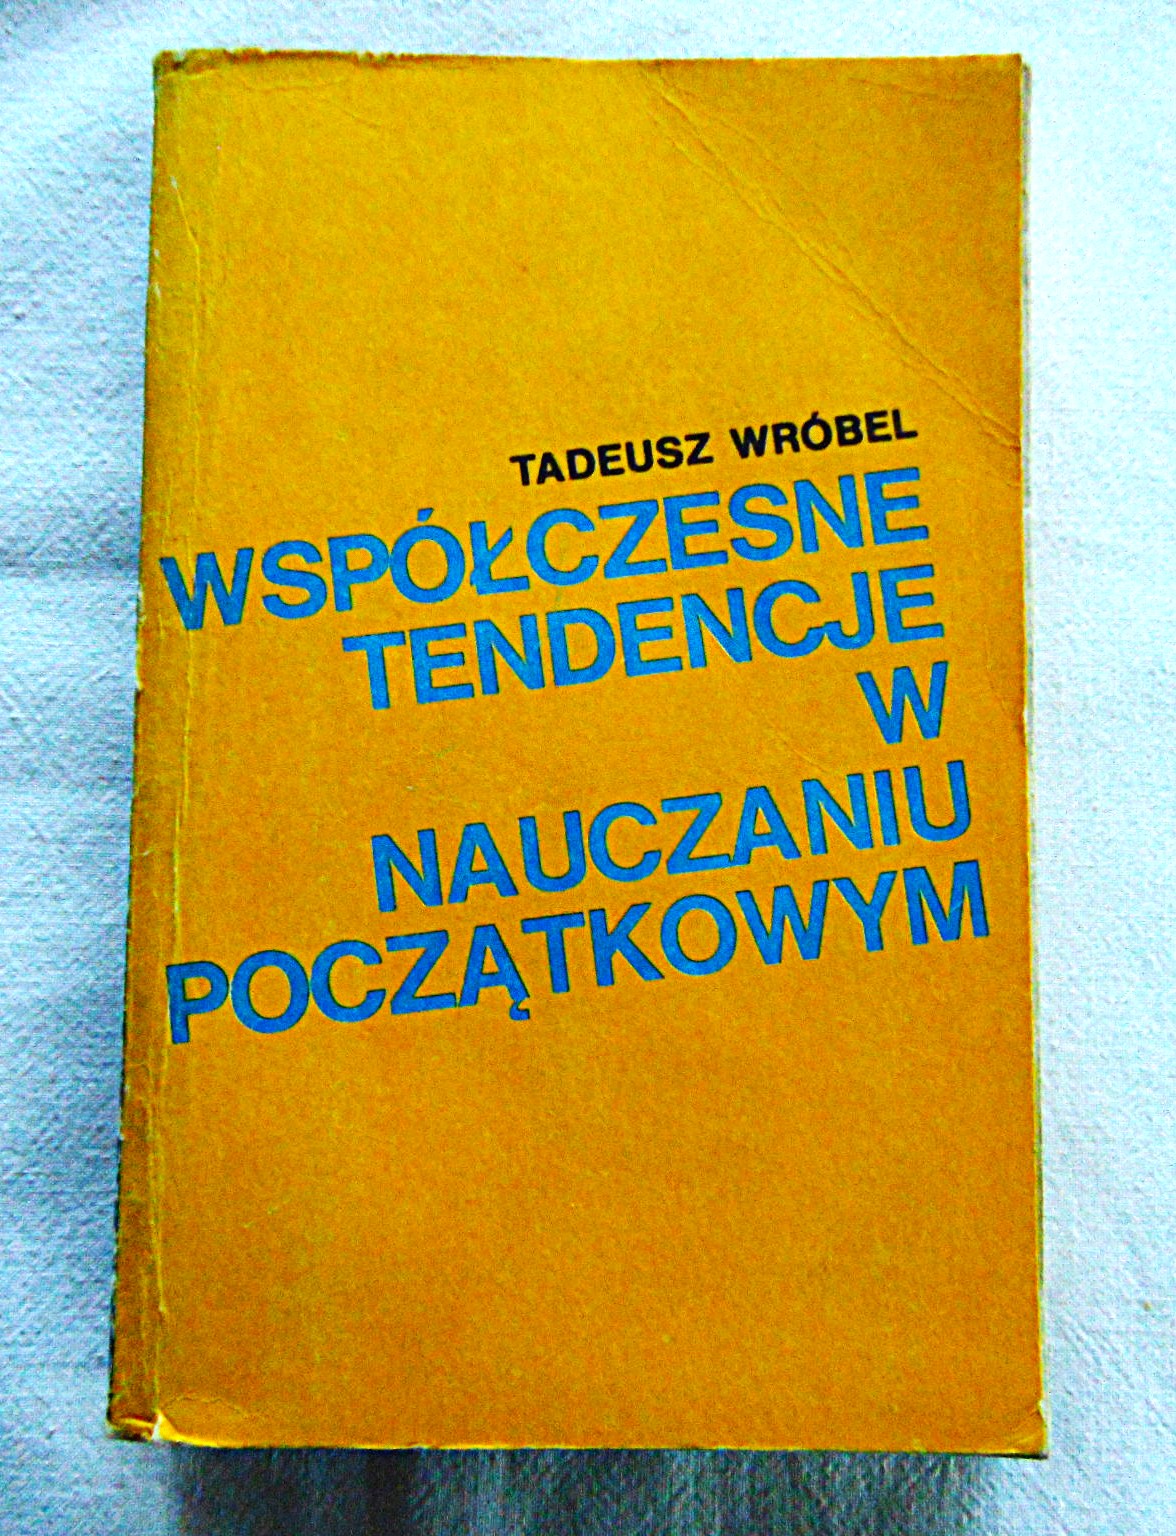 TADEUSZ WRÓBEL
WSPÓŁCZESNE
TENDENCJE
W
NAUCZANIU
POCZĄTKOWYM